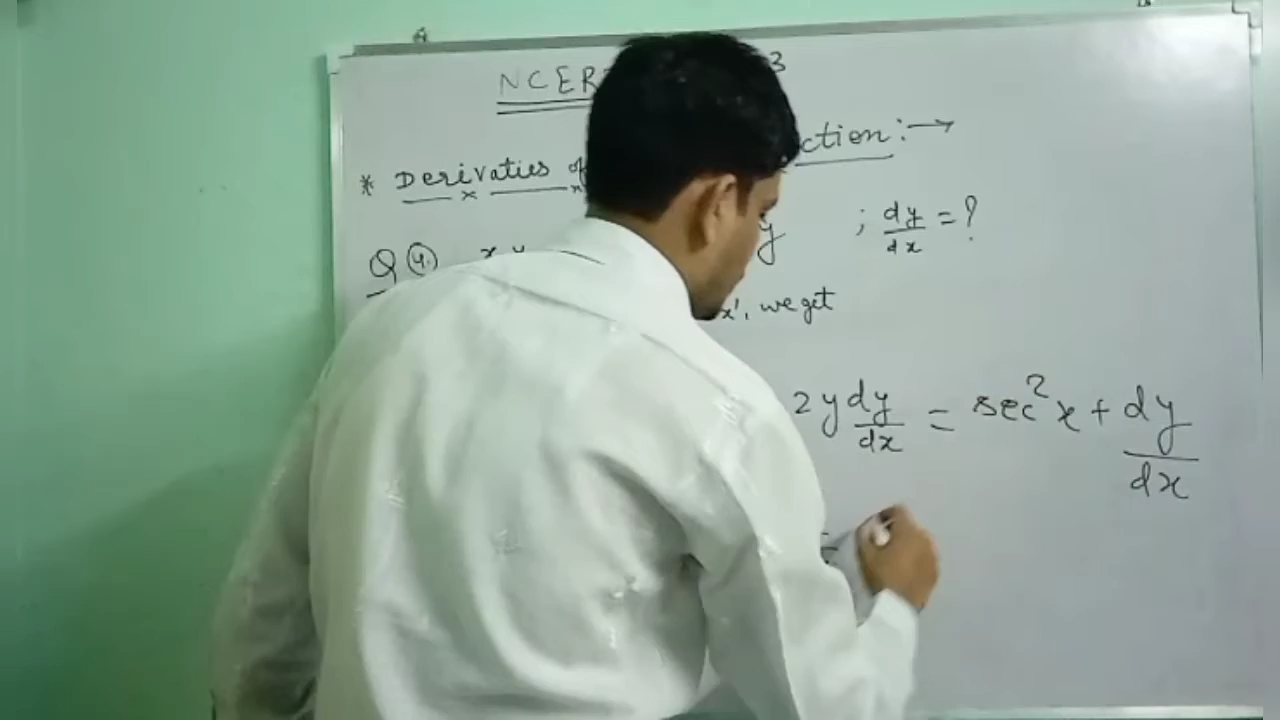 NCER 3
* Derivaties of ction:→
Q 4. x y y ; dy/dx = ?
x', we get
2y dy/dx = sec²x + dy/dx